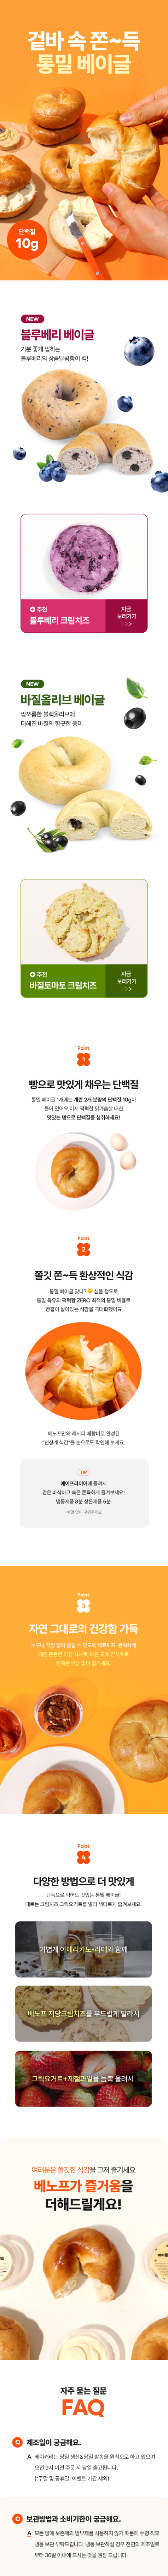 겉바 속 쫀~득
통밀 베이글
단백질
10g
NEW
블루베리 베이글
기분 좋게 씹히는
블루베리의 상큼달콤함이 킥!
추천
블루베리 크림치즈
지금
보러가기
>>>
NEW
바질올리브 베이글
짭쪼롬한 블랙올리브에
더해진 바질의 향긋한 풍미
추천
바질토마토 크림치즈
지금
보러가기
>>>
Point
1
빵으로 맛있게 채우는 단백질
통밀 베이글 1개에는 계란 2개 분량의 단백질 10g이
들어 있어요.이제 퍽퍽한 닭가슴살 대신
맛있는 빵으로 단백질을 섭취하세요!
Point
2
쫄깃 쫀~득 환상적인 식감
통밀 베이글 맞나? 싶을 정도로
통밀 특유의 퍽퍽함 ZERO 최적의 통밀 비율로
빵결이 살아있는 식감을 극대화했어요
베노프만의 레시피 배합비로 완성된
"환상계 식감"을 눈으로도 확인해 보세요.
TIP
에어프라이어에 돌려서
겉은 바삭하고 속은 쫀득하게 즐겨보세요!
냉동제품 8분 상온제품 5분
*예열 없이 구워주세요
Point
3
자연 그대로의 건강함 가득
Point
4
다양한 방법으로 더 맛있게
단독으로 먹어도 맛있는 통밀 베이글!
때로는 크림치즈,그릭요거트를 발라 색다르게 즐겨보세요.
가볍게 아메리카노•라떼와 함께
베노프 저당크림치즈를 부드럽게 발라서
그릭요거트+제철과일을 듬뿍 올려서
여러분은 쫄깃한 식감을 그저 즐기세요
베노프가 즐거움을
더해드릴게요!
자주 묻는 질문
FAQ
Q 제조일이 궁금해요.
A 베이커리는 당일 생산&당일 발송을 원칙으로 하고 있으며
오전 9시 이전 주문 시 당일 출고됩니다.
(*주말 및 공휴일, 이벤트 기간 제외)
Q 보관방법과 소비기한이 궁금해요.
A 모든 빵에 보존제와 방부제를 사용하지 않기 때문에 수령 직후
냉동 보관 부탁드립니다. 냉동 보관하실 경우 전면의 제조일로
부터 30일 이내에 드시는 것을 권장 드립니다.